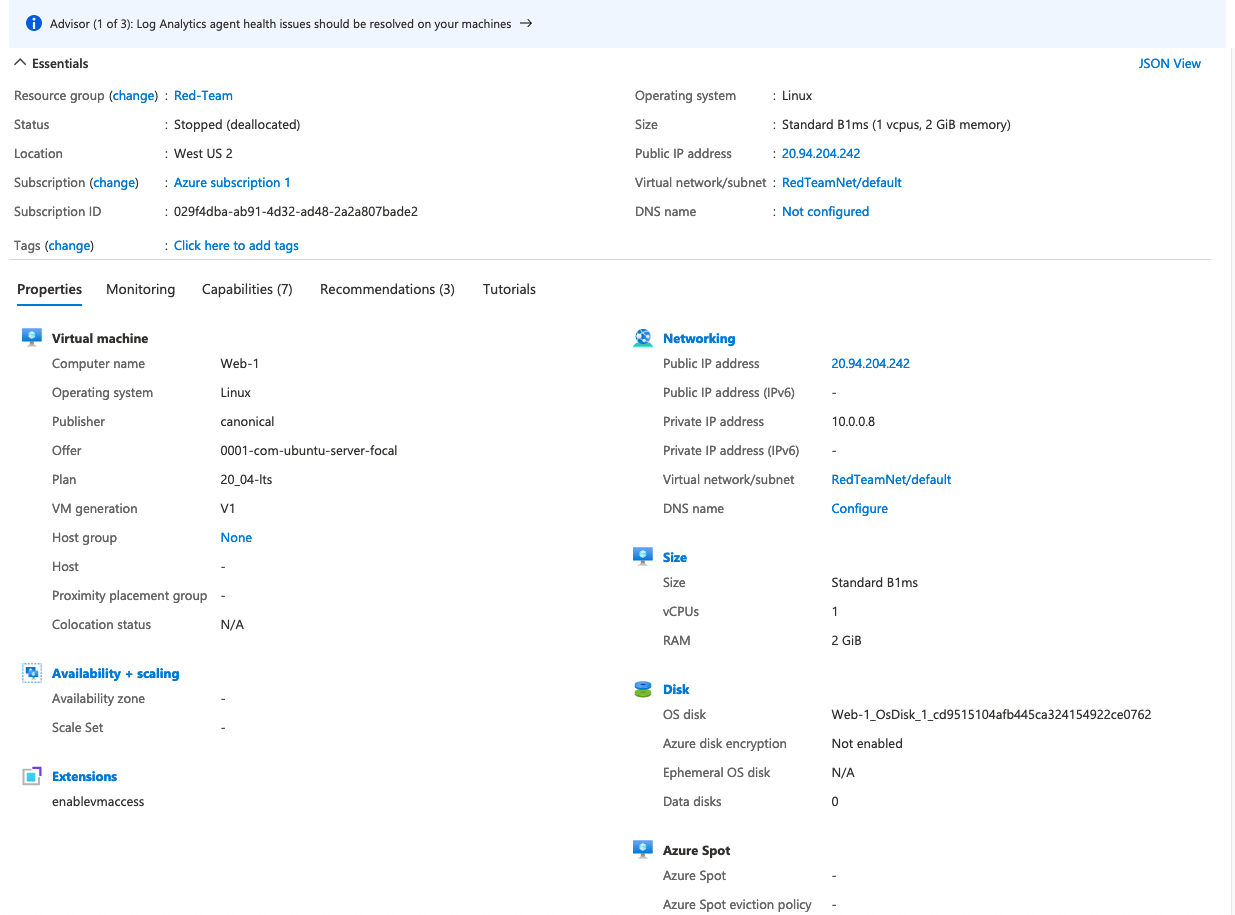 Advisor (1 of 3): Log Analytics agent health issues should be resolved on your machines →
Essentials
JSON View
Resource group (change) : Red-Team
Status : Stopped (deallocated)
Location : West US 2
Subscription (change) : Azure subscription 1
Subscription ID : 029f4dba-ab91-4d32-ad48-2a2a807bade2
Tags (change) : Click here to add tags
Operating system : Linux
Size : Standard B1ms (1 vcpus, 2 GiB memory)
Public IP address : 20.94.204.242
Virtual network/subnet : RedTeamNet/default
DNS name : Not configured
Properties Monitoring Capabilities (7) Recommendations (3) Tutorials
Virtual machine
Computer name Web-1
Operating system Linux
Publisher canonical
Offer 0001-com-ubuntu-server-focal
Plan 20_04-lts
VM generation V1
Host group None
Host -
Proximity placement group -
Colocation status N/A
Availability + scaling
Availability zone -
Scale Set -
Extensions
enablevmaccess
Networking
Public IP address 20.94.204.242
Public IP address (IPv6) -
Private IP address 10.0.0.8
Private IP address (IPv6) -
Virtual network/subnet RedTeamNet/default
DNS name Configure
Size
Size Standard B1ms
vCPUs 1
RAM 2 GiB
Disk
OS disk Web-1_OsDisk_1_cd9515104afb445ca324154922ce0762
Azure disk encryption Not enabled
Ephemeral OS disk N/A
Data disks 0
Azure Spot
Azure Spot -
Azure Spot eviction policy -